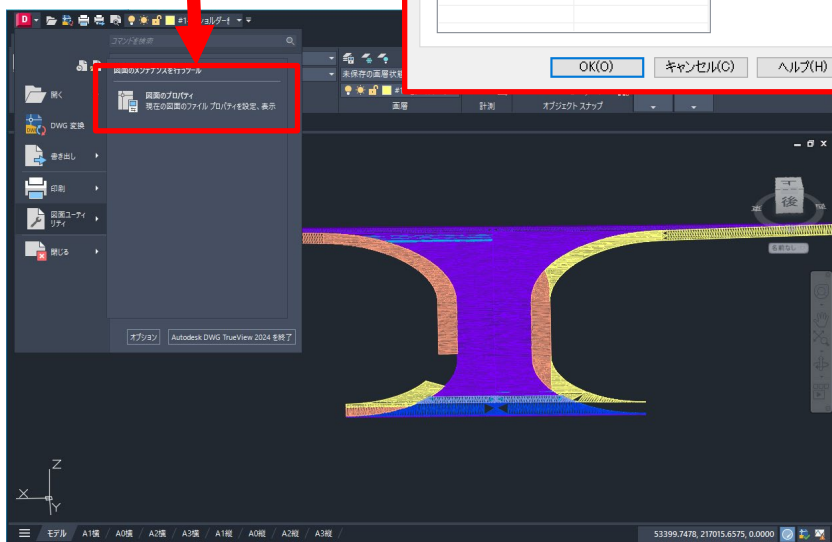 #1-ショルダーf
コマンドを検索
図面のメンテナンスを行うツール
図面のプロパティ
現在の図面のファイル プロパティを設定、表示
開く
DWG 変換
書き出し
印刷
図面ユーティ
リティ
閉じる
オプション
Autodesk DWG TrueView 2024 を終了
未保存の画層状態
画層
計測
オブジェクト スナップ
OK(O)
キャンセル(C)
ヘルプ(H)
上
後
名前なし
Z
X
Y
モデル
A1横
A0横
A2横
A3横
A1縦
A0縦
A2縦
A3縦
53399.7478, 217015.6575, 0.0000